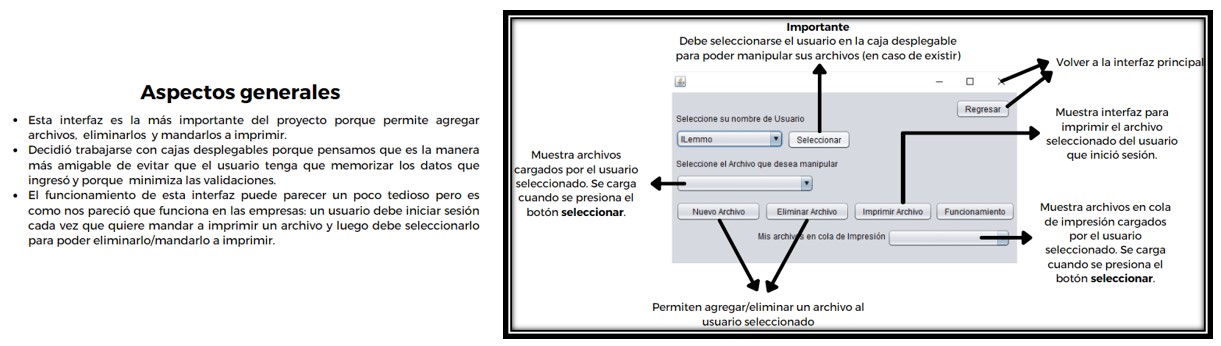 Aspectos generales
• Esta interfaz es la más importante del proyecto porque permite agregar
archivos, eliminarlos y mandarlos a imprimir.
• Decidió trabajarse con cajas desplegables porque pensamos que es la manera
más amigable de evitar que el usuario tenga que memorizar los datos que
ingresó y porque minimiza las validaciones.
• El funcionamiento de esta interfaz puede parecer un poco tedioso pero es
como nos pareció que funciona en las empresas: un usuario debe iniciar sesión
cada vez que quiere mandar a imprimir un archivo y luego debe seleccionarlo
para poder eliminarlo/mandarlo a imprimir.
Importante
Debe seleccionarse el usuario en la caja desplegable
para poder manipular sus archivos (en caso de existir)
Volver a la interfaz principal
Regresar
Seleccione su nombre de Usuario
ILemmo
Seleccionar
Muestra interfaz para
imprimir el archivo
seleccionado del usuario
que inició sesión.
Muestra archivos
cargados por el usuario
seleccionado. Se carga
cuando se presiona el
botón seleccionar.
Seleccione el Archivo que desea manipular
Nuevo Archivo
Eliminar Archivo
Imprimir Archivo
Funcionamiento
Mis archivos en cola de Impresión
Muestra archivos en cola
de impresión cargados
por el usuario
seleccionado. Se carga
cuando se presiona el
botón seleccionar.
Permiten agregar/eliminar un archivo al
usuario seleccionado